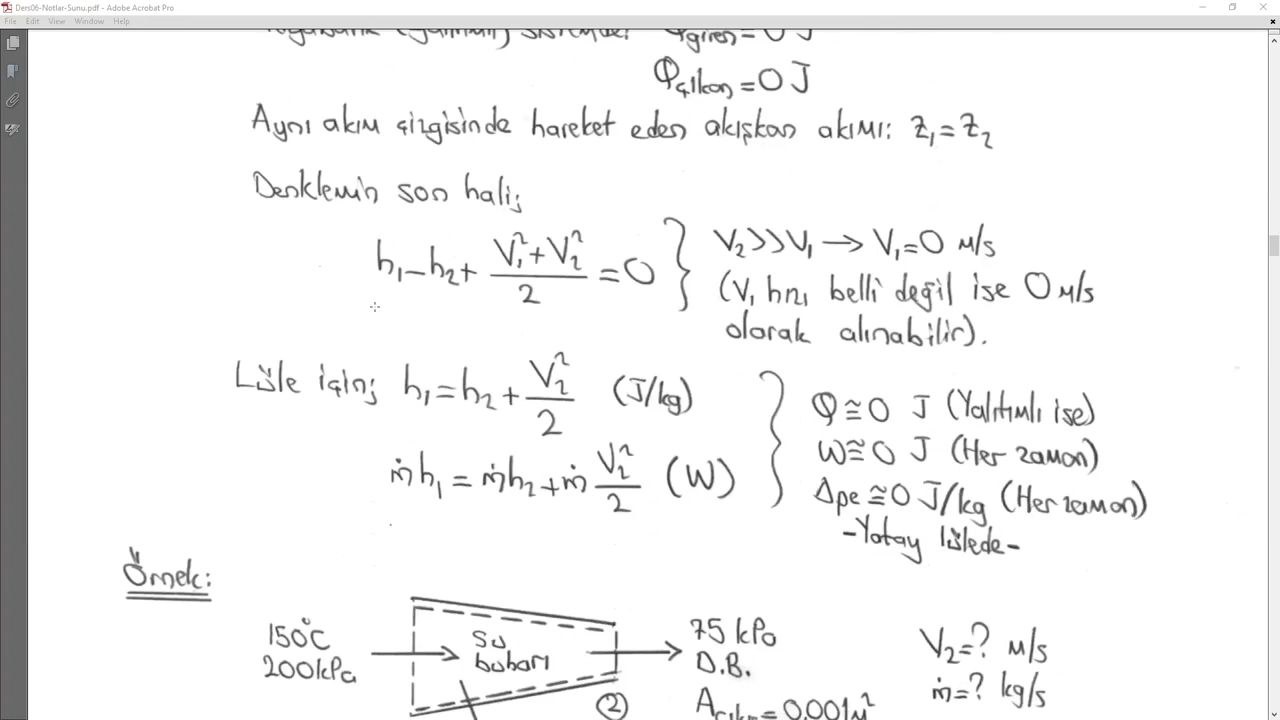 Ders06-Notlar-Sunu.pdf - Adobe Acrobat Pro
File Edit View Window Help
Qgiren=0 J
Qçıkan=0 J
Aynı akım çizgisinde hareket eden akışkan akımı: z₁=z₂
Denklemin son hali;
h₁-h₂+(V₁²+V₂²)/2=0 } V₂>>V₁ → V₁=0 m/s
(V₁ hızı belli değil ise 0 m/s
olarak alınabilir).
Lüle için; h₁=h₂+V₂²/2 (J/kg)
Q≅0 J (Yalıtımlı ise)
W≅0 J (Her zaman)
ṁh₁=ṁh₂+ṁV₂²/2 (W)
Δpe≅0 J/kg (Her zaman)
-Yatay lülede-
Örnek:
150°C
200kPa
Su
buharı
75 kPa
D.B.
V₂=? m/s
ṁ=? kg/s
2
Açıkış=0.001m²